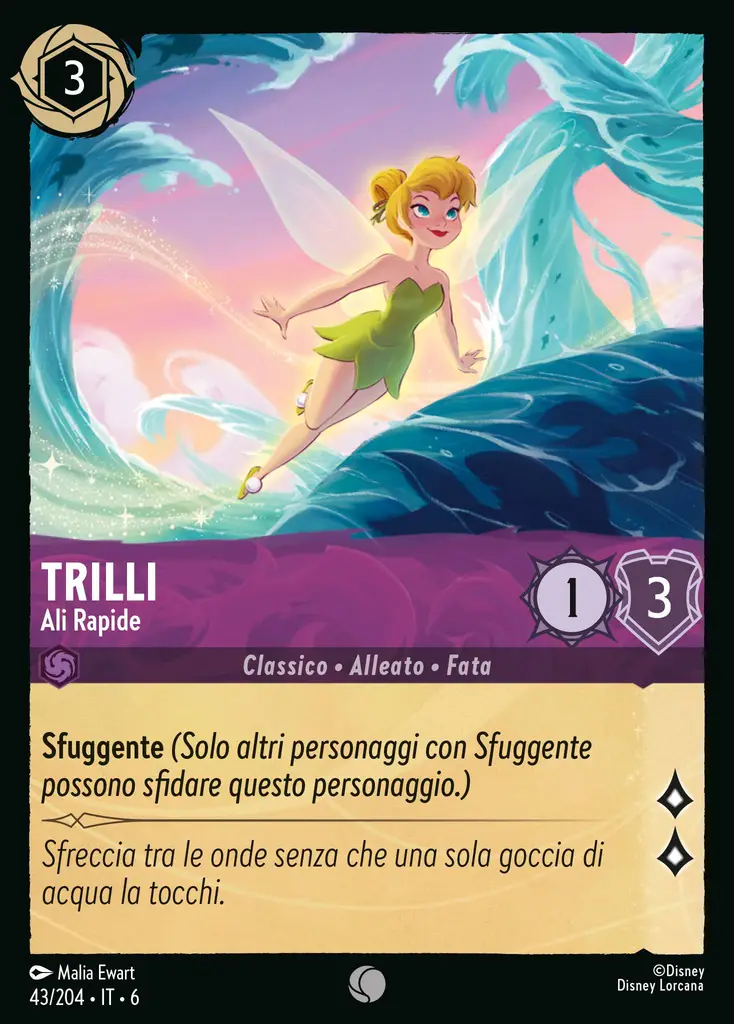 3
TRILLI
Ali Rapide
1
3
Classico • Alleato • Fata
Sfuggente (Solo altri personaggi con Sfuggente
possono sfidare questo personaggio.)
Sfreccia tra le onde senza che una sola goccia di
acqua la tocchi.
Malia Ewart
43/204 • IT • 6
©Disney
Disney Lorcana